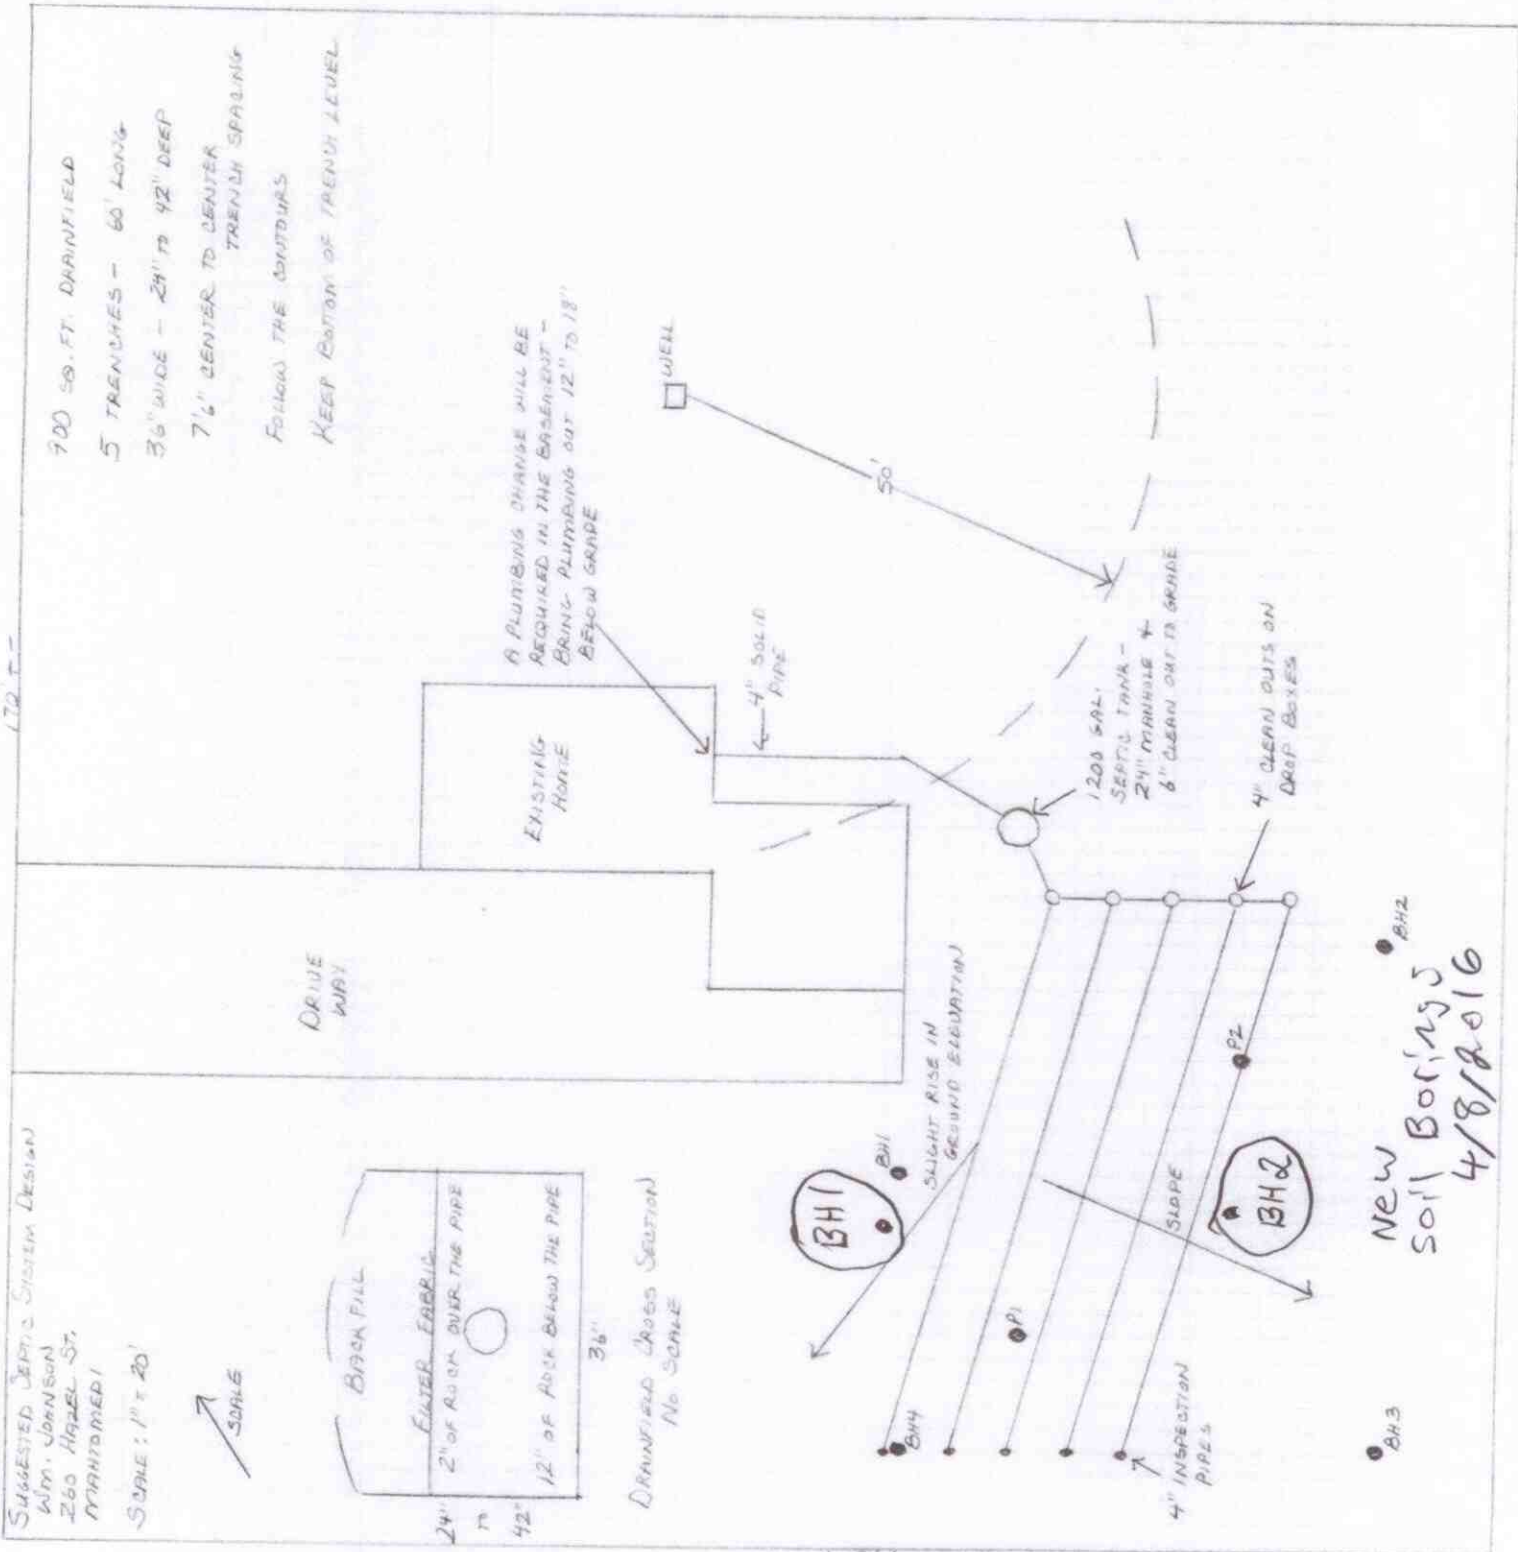 SUGGESTED SEPTIC SYSTEM DESIGN
WM. JOHNSON
260 HAZEL ST.
MAHTOMEDI
SCALE: 1" = 20'
SCALE
170' +-
900 SQ. FT. DRAINFIELD
5 TRENCHES - 60' LONG
36" WIDE - 24" TO 42" DEEP
7'6" CENTER TO CENTER
TRENCH SPACING
FOLLOW THE CONTOURS
KEEP BOTTOM OF TRENCH LEVEL
DRIVE
WAY
EXISTING
HOME
A PLUMBING CHANGE WILL BE
REQUIRED IN THE BASEMENT -
BRING PLUMBING OUT 12" TO 18"
BELOW GRADE
4" SOLID
PIPE
WELL
50'
BACK FILL
FILTER FABRIC
2" OF ROCK OVER THE PIPE
12" OF ROCK BELOW THE PIPE
24"
TO
42"
36"
DRAINFIELD CROSS SECTION
NO SCALE
1200 GAL.
SEPTIC TANK -
24" MANHOLE &
6" CLEAN OUT TO GRADE
4" CLEAN OUTS ON
DROP BOXES
BH1
BH1
SLIGHT RISE IN
GROUND ELEVATION
BH4
P1
P2
SLOPE
BH2
4" INSPECTION
PIPES
BH3
BH2
New
Soil Borings
4/8/2016